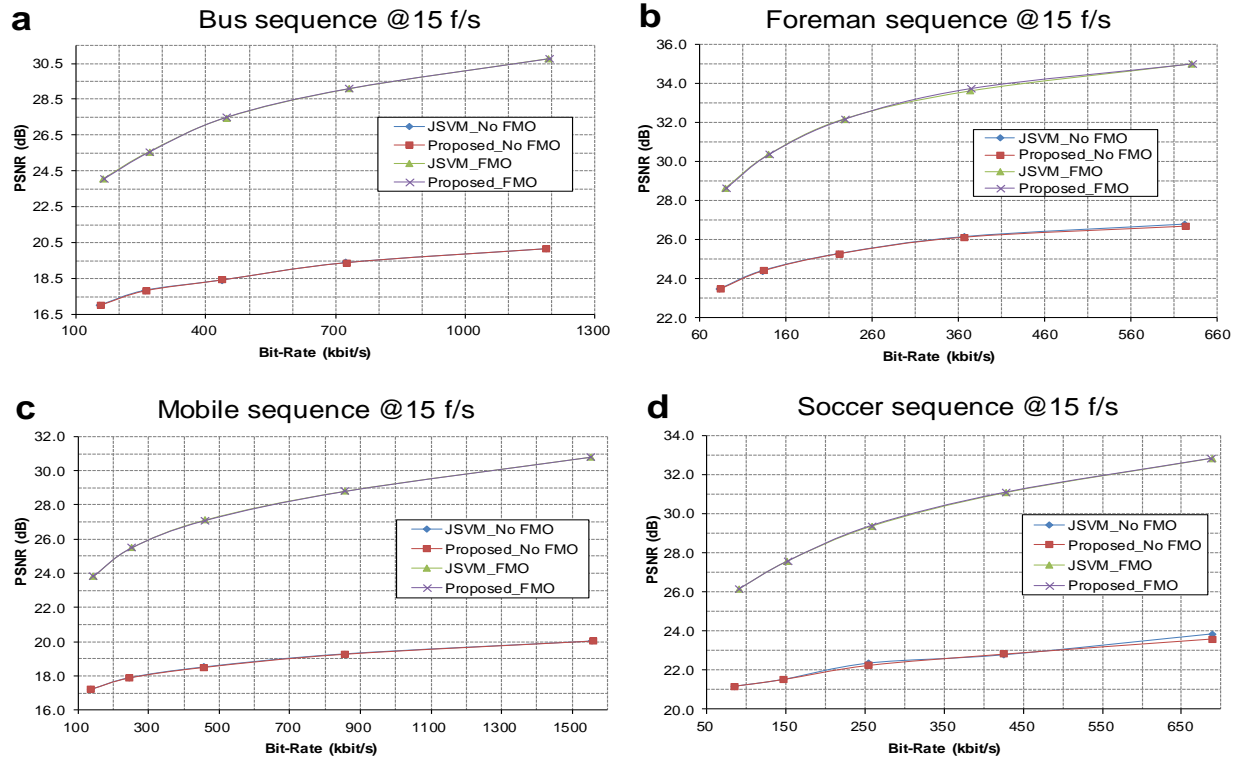 a Bus sequence @15 f/s
PSNR (dB)
30.5
28.5
26.5
24.5
22.5
20.5
18.5
16.5
100 400 700 1000 1300
Bit-Rate (kbit/s)
JSVM_No FMO
Proposed_No FMO
JSVM_FMO
Proposed_FMO
b Foreman sequence @15 f/s
PSNR (dB)
36.0
34.0
32.0
30.0
28.0
26.0
24.0
22.0
60 160 260 360 460 560 660
Bit-Rate (kbit/s)
JSVM_No FMO
Proposed_No FMO
JSVM_FMO
Proposed_FMO
c Mobile sequence @15 f/s
PSNR (dB)
32.0
30.0
28.0
26.0
24.0
22.0
20.0
18.0
16.0
100 300 500 700 900 1100 1300 1500
Bit-Rate (kbit/s)
JSVM_No FMO
Proposed_No FMO
JSVM_FMO
Proposed_FMO
d Soccer sequence @15 f/s
PSNR (dB)
34.0
32.0
30.0
28.0
26.0
24.0
22.0
20.0
50 150 250 350 450 550 650
Bit-Rate (kbit/s)
JSVM_No FMO
Proposed_No FMO
JSVM_FMO
Proposed_FMO